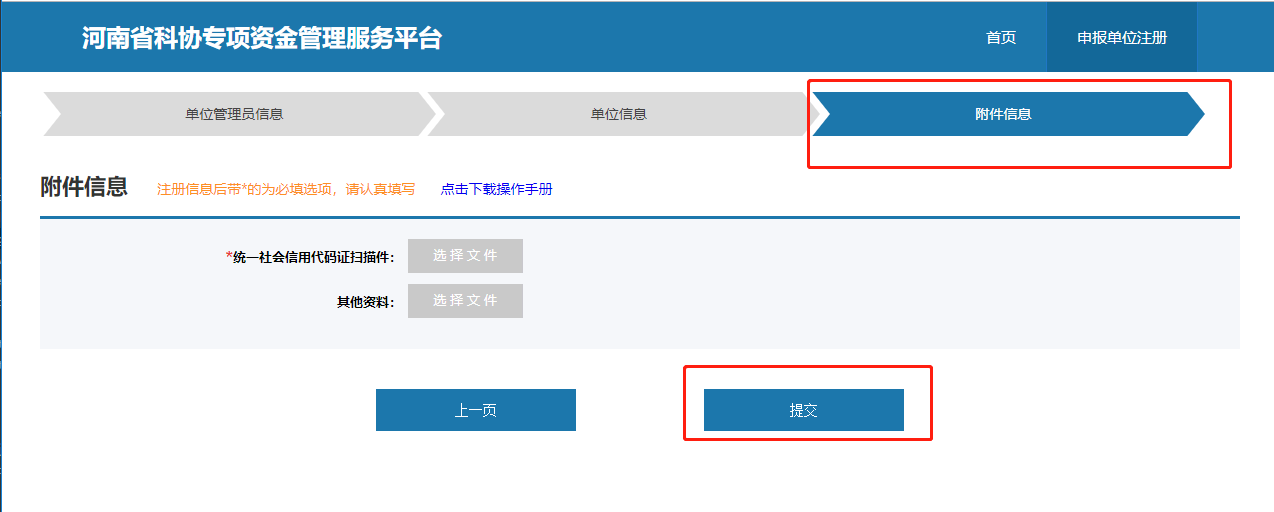 河南省科协专项资金管理服务平台
首页
申报单位注册
单位管理员信息
单位信息
附件信息
附件信息 注册信息后带*的为必填选项，请认真填写 点击下载操作手册
*统一社会信用代码证扫描件： 选择文件
其他资料： 选择文件
上一页
提交